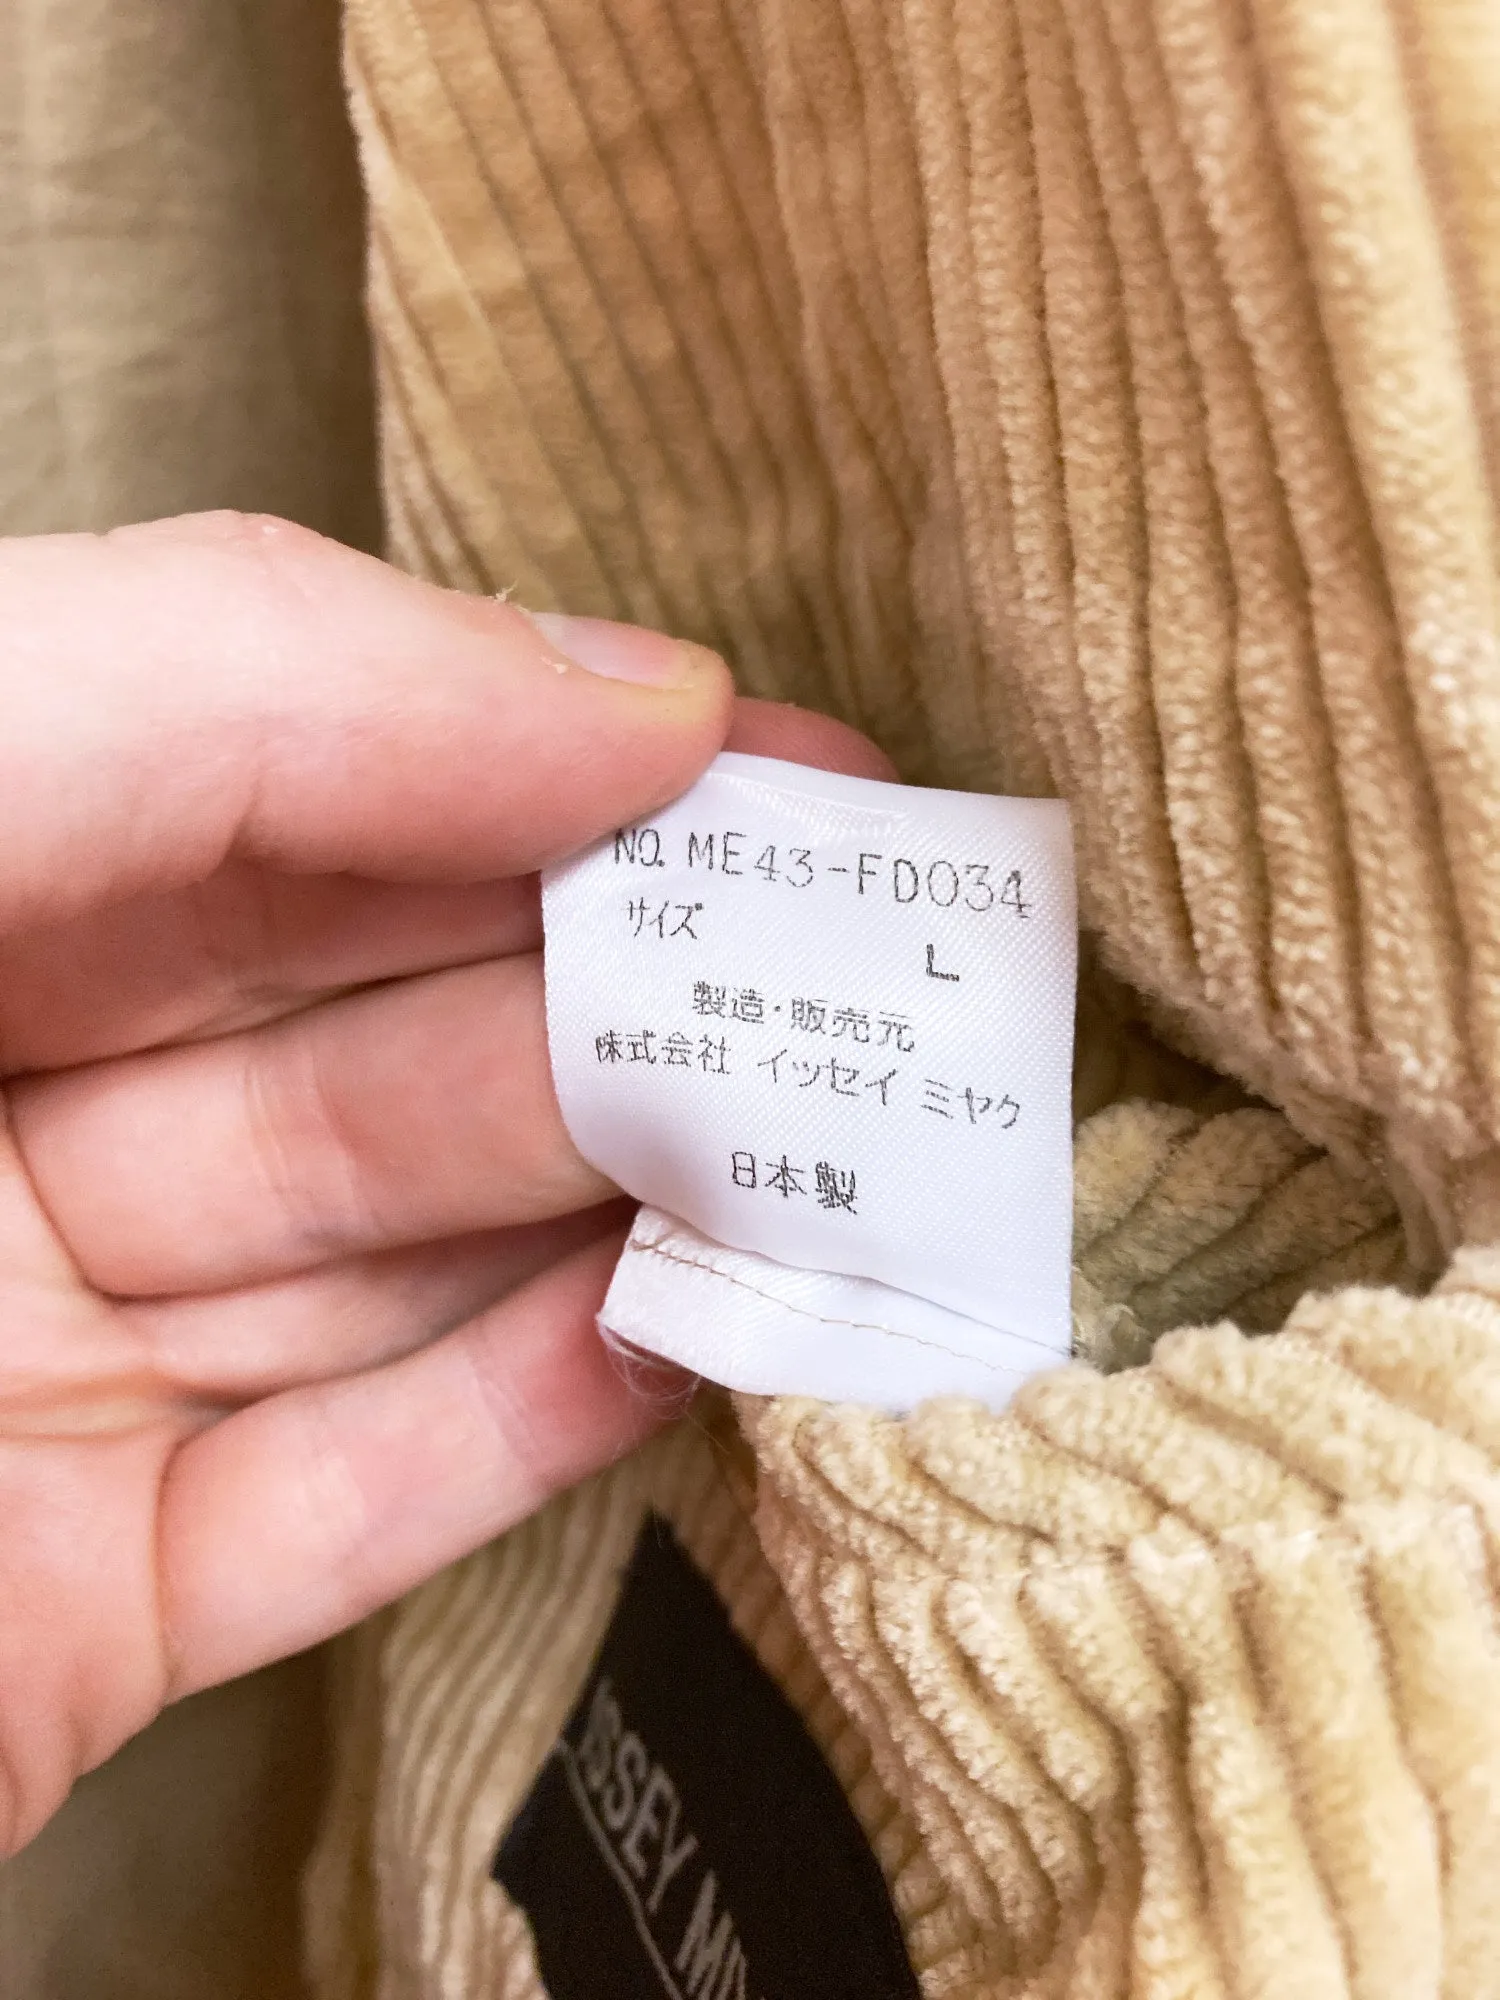 NO. ME43-FD034
サイズ L
製造・販売元
株式会社 イッセイ ミヤケ
日本製
ISSEY